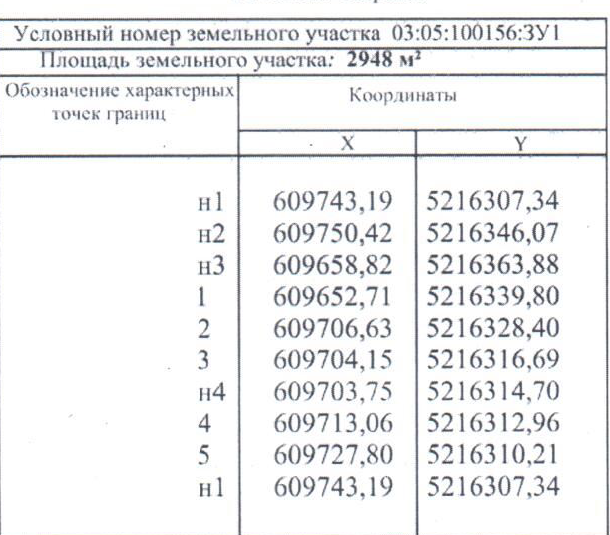 Условный номер земельного участка 03:05:100156:ЗУ1
Площадь земельного участка: 2948 м²
Обозначение характерных точек границ
Координаты
X Y
н1 609743,19 5216307,34
н2 609750,42 5216346,07
н3 609658,82 5216363,88
1 609652,71 5216339,80
2 609706,63 5216328,40
3 609704,15 5216316,69
н4 609703,75 5216314,70
4 609713,06 5216312,96
5 609727,80 5216310,21
н1 609743,19 5216307,34